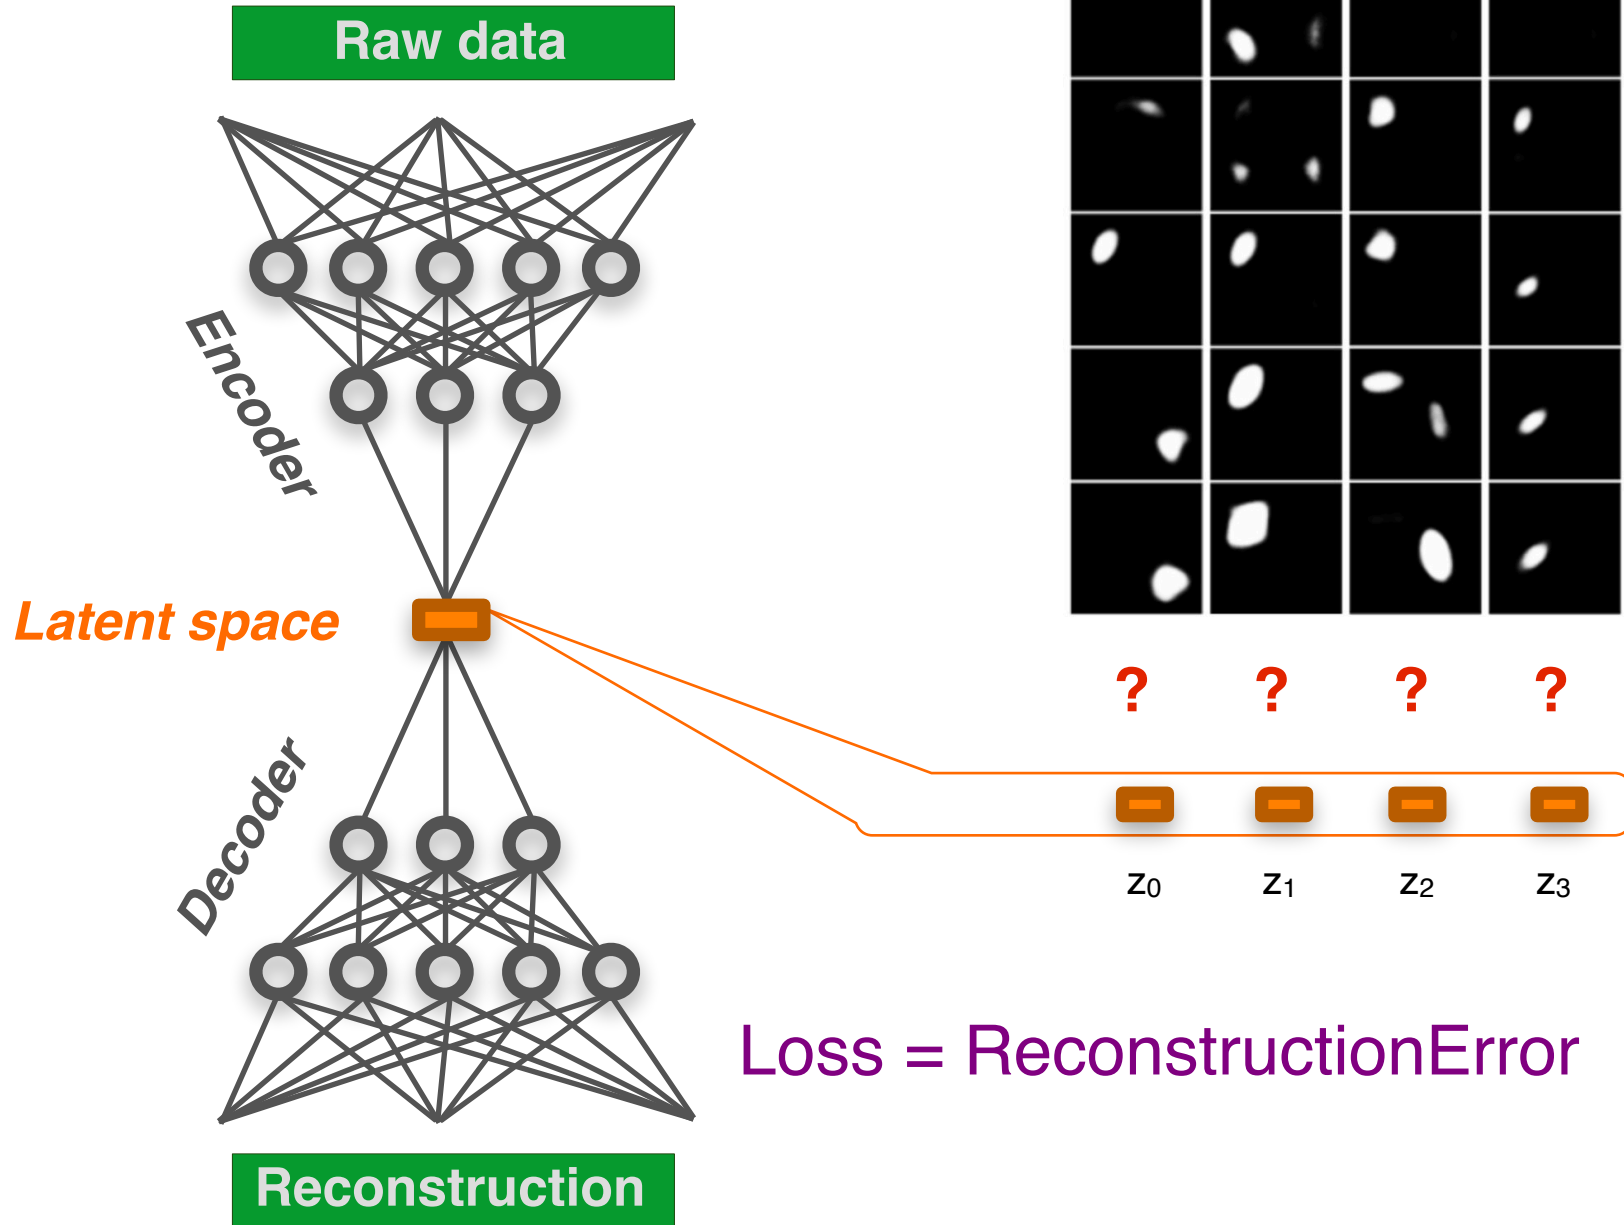 Raw data
Encoder
Latent space
? ? ? ?
Decoder
z0 z1 z2 z3
Loss = ReconstructionError
Reconstruction